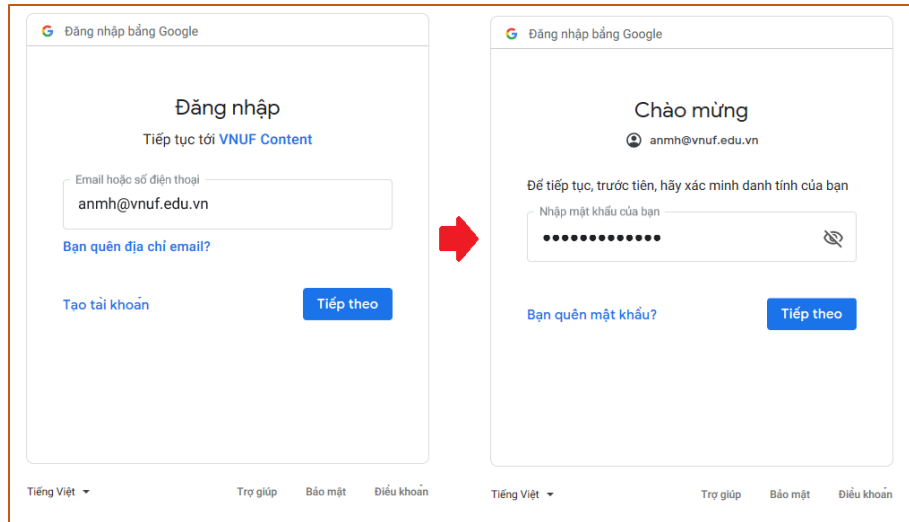 Đăng nhập bằng Google
Đăng nhập
Tiếp tục tới VNUF Content
Email hoặc số điện thoại
anmh@vnuf.edu.vn
Bạn quên địa chỉ email?
Tạo tài khoản
Tiếp theo
Tiếng Việt
Trợ giúp
Bảo mật
Điều khoản
Đăng nhập bằng Google
Chào mừng
anmh@vnuf.edu.vn
Để tiếp tục, trước tiên, hãy xác minh danh tính của bạn
Nhập mật khẩu của bạn
•••••••••••••
Bạn quên mật khẩu?
Tiếp theo
Tiếng Việt
Trợ giúp
Bảo mật
Điều khoản